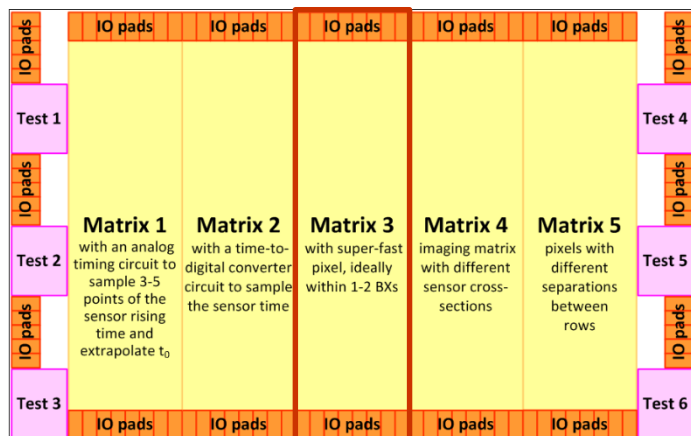 IO pads
IO pads
IO pads
IO pads
IO pads
IO pads
IO pads
Test 1
Test 4
IO pads
IO pads
Matrix 1
with an analog
timing circuit to
sample 3-5
points of the
sensor rising
time and
extrapolate t₀
Matrix 2
with a time-to-
digital converter
circuit to sample
the sensor time
Matrix 3
with super-fast
pixel, ideally
within 1-2 BXs
Matrix 4
imaging matrix
with different
sensor cross-
sections
Matrix 5
pixels with
different
separations
between
rows
Test 2
Test 5
IO pads
IO pads
Test 3
Test 6
IO pads
IO pads
IO pads
IO pads
IO pads